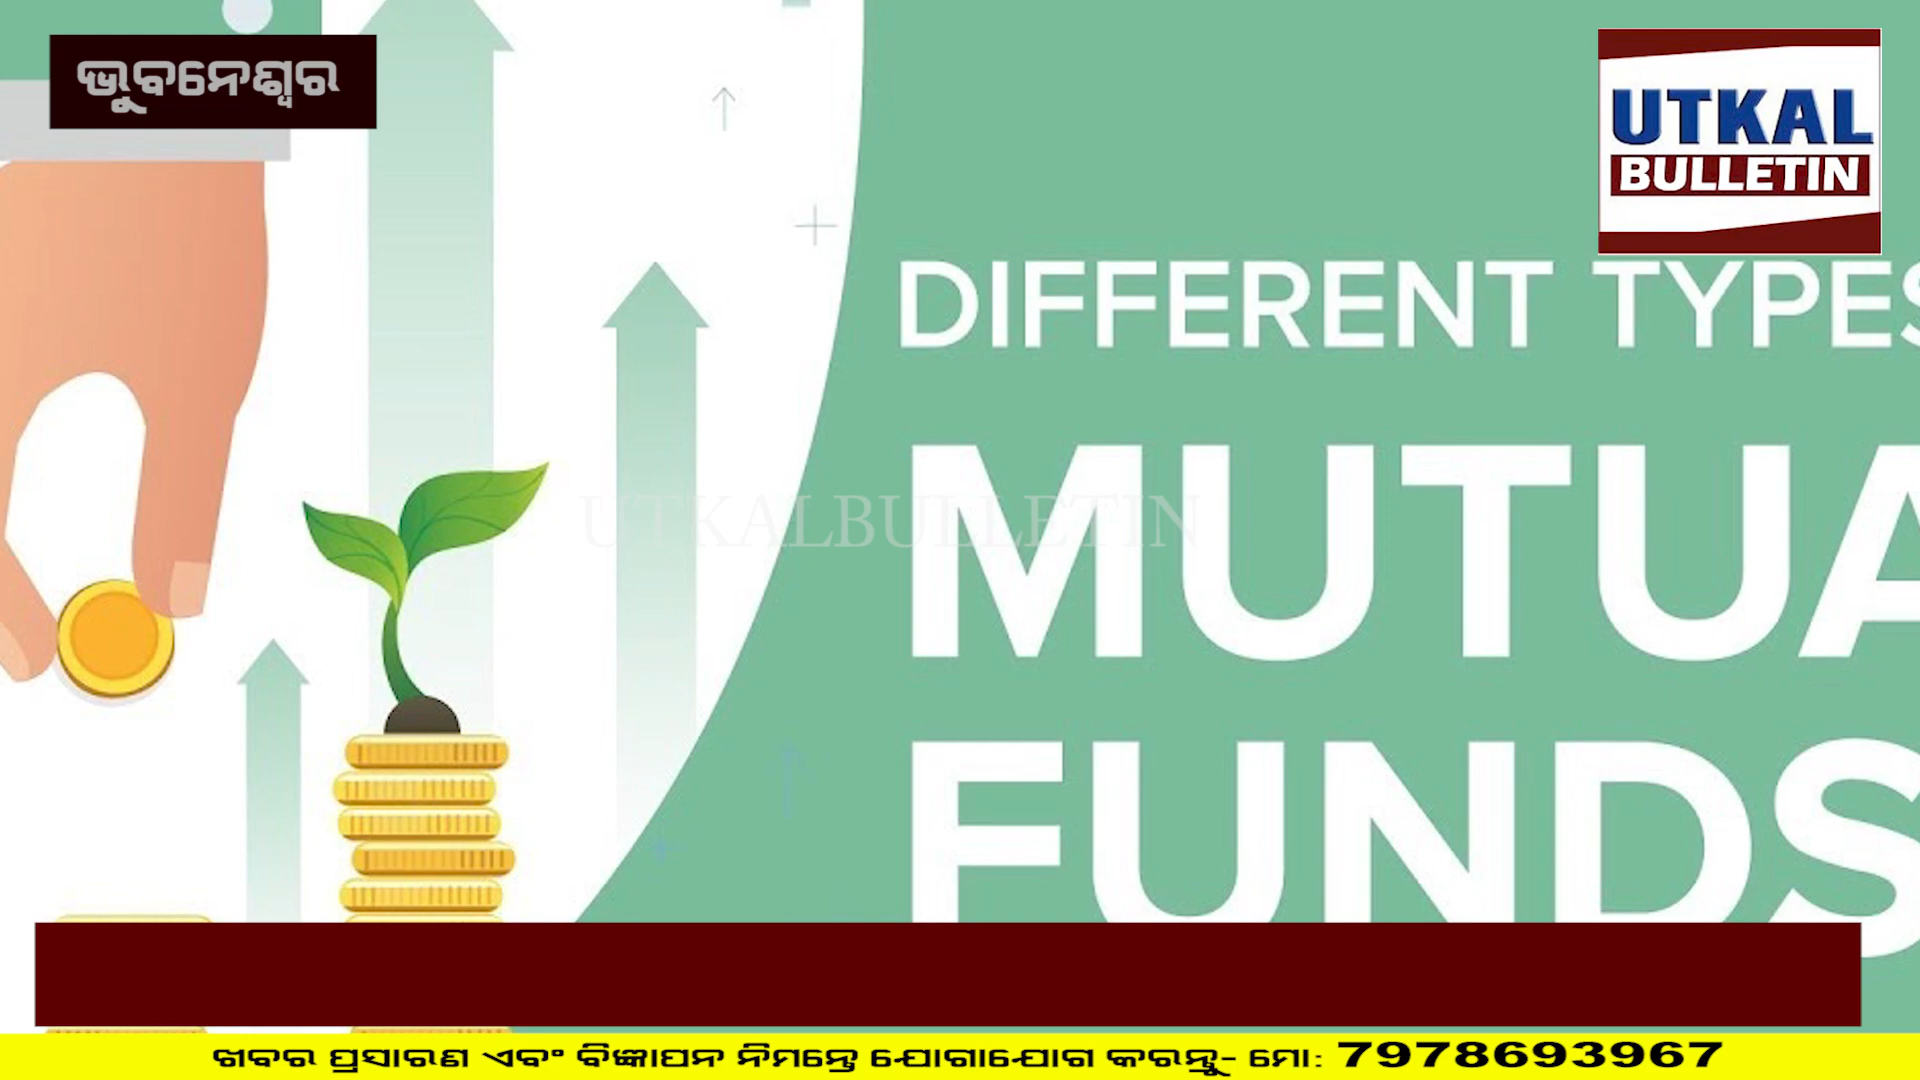 ଭୁବନେଶ୍ୱର
UTKAL
BULLETIN
DIFFERENT TYPES
MUTUA
FUNDS
UTKALBULLETIN
ଖବର ପ୍ରସାରଣ ଏବଂ ବିଜ୍ଞାପନ ନିମନ୍ତେ ଯୋଗାଯୋଗ କରନ୍ତୁ- ମୋ: 7978693967